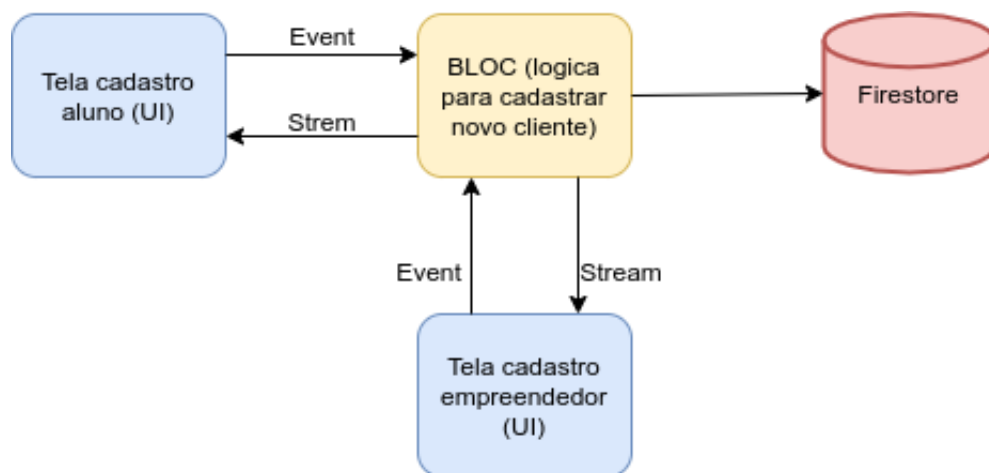 Event
Tela cadastro
aluno (UI)
Strem
BLOC (logica
para cadastrar
novo cliente)
Firestore
Event
Stream
Tela cadastro
empreendedor
(UI)